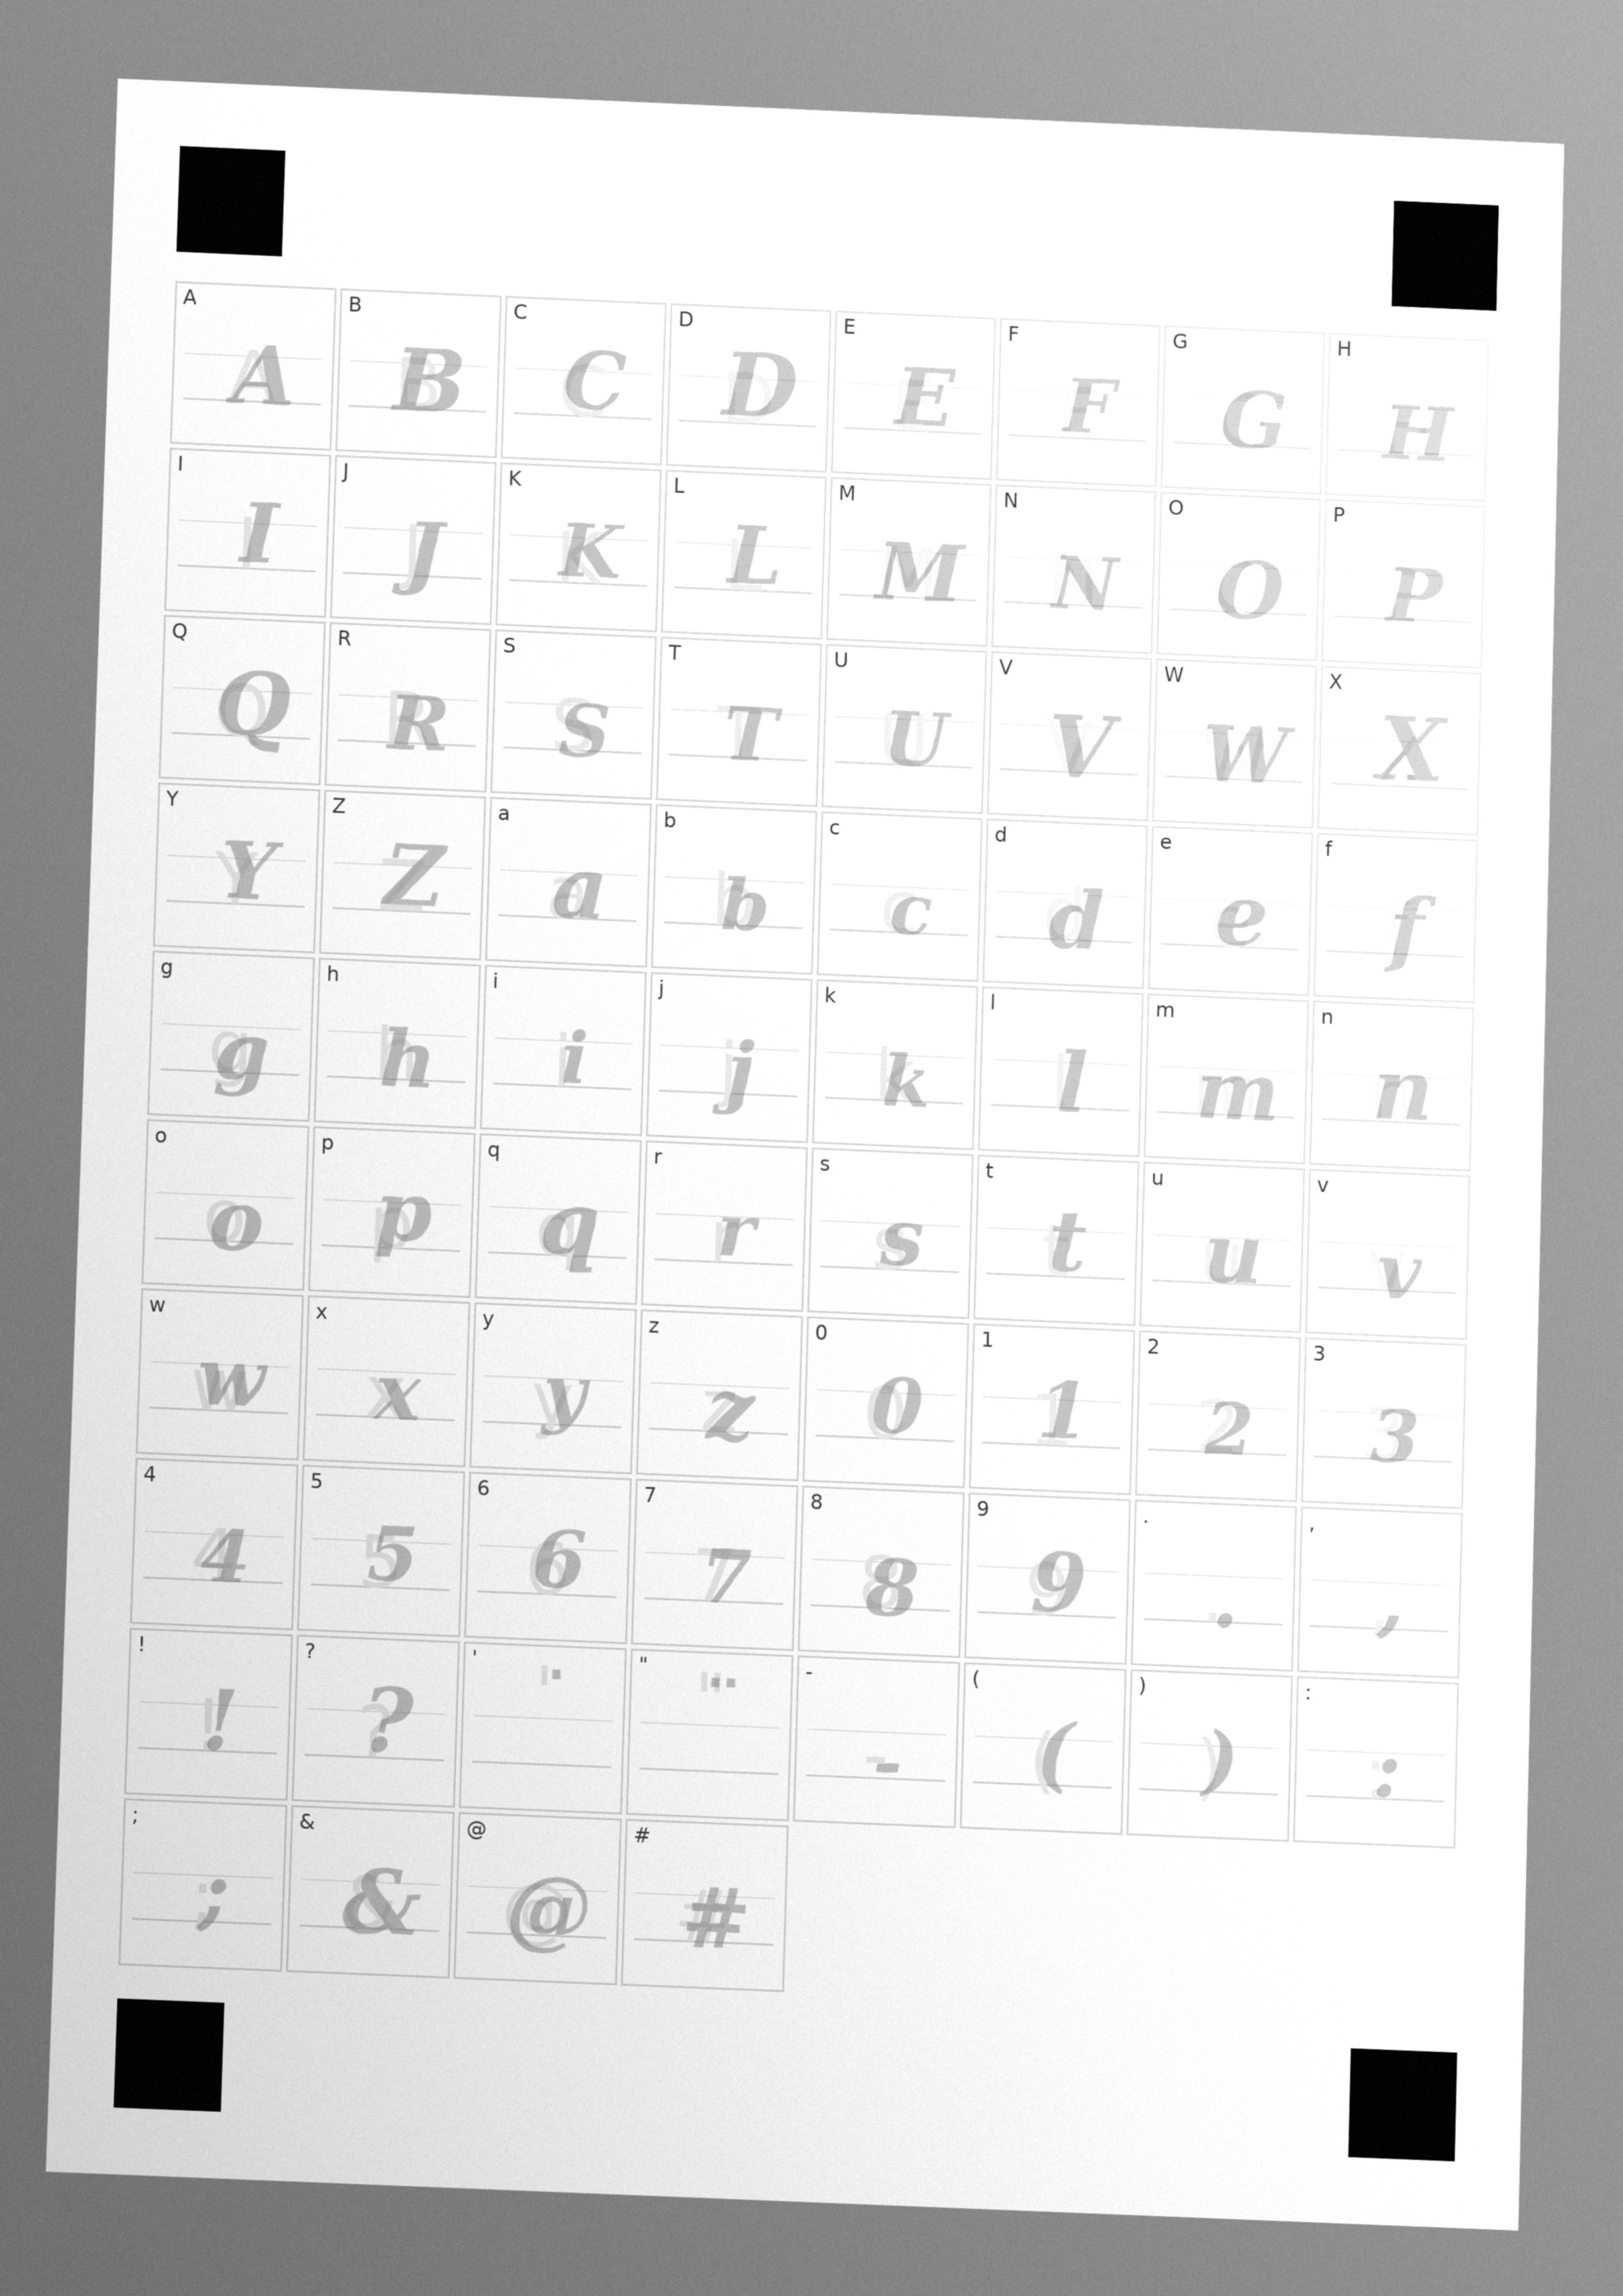 A B C D E F G H
A B C D E F G H
I J K L M N O P
I J K L M N O P
Q R S T U V W X
Q R S T U V W X
Y Z a b c d e f
Y Z a b c d e f
g h i j k l m n
g h i j k l m n
o p q r s t u v
o p q r s t u v
w x y z 0 1 2 3
w x y z 0 1 2 3
4 5 6 7 8 9 . ,
4 5 6 7 8 9 . ,
! ? ' " - ( ) :
! ? ' " - ( ) :
; & @ #
; & @ #